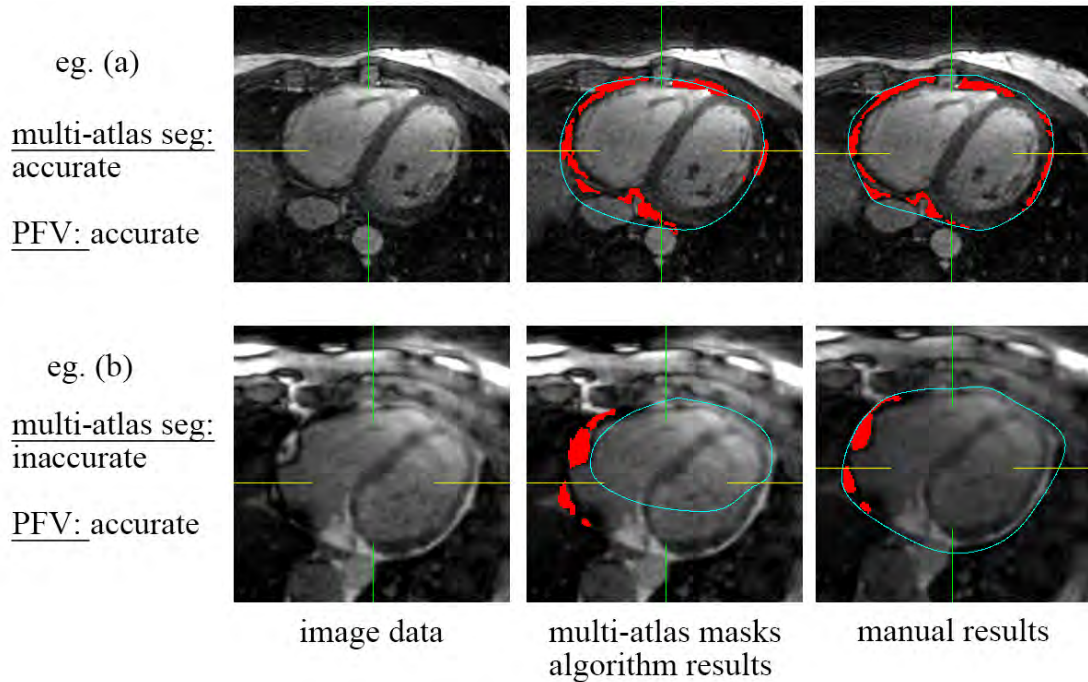 eg. (a)
multi-atlas seg:
accurate
PFV: accurate
eg. (b)
multi-atlas seg:
inaccurate
PFV: accurate
image data
multi-atlas masks
algorithm results
manual results